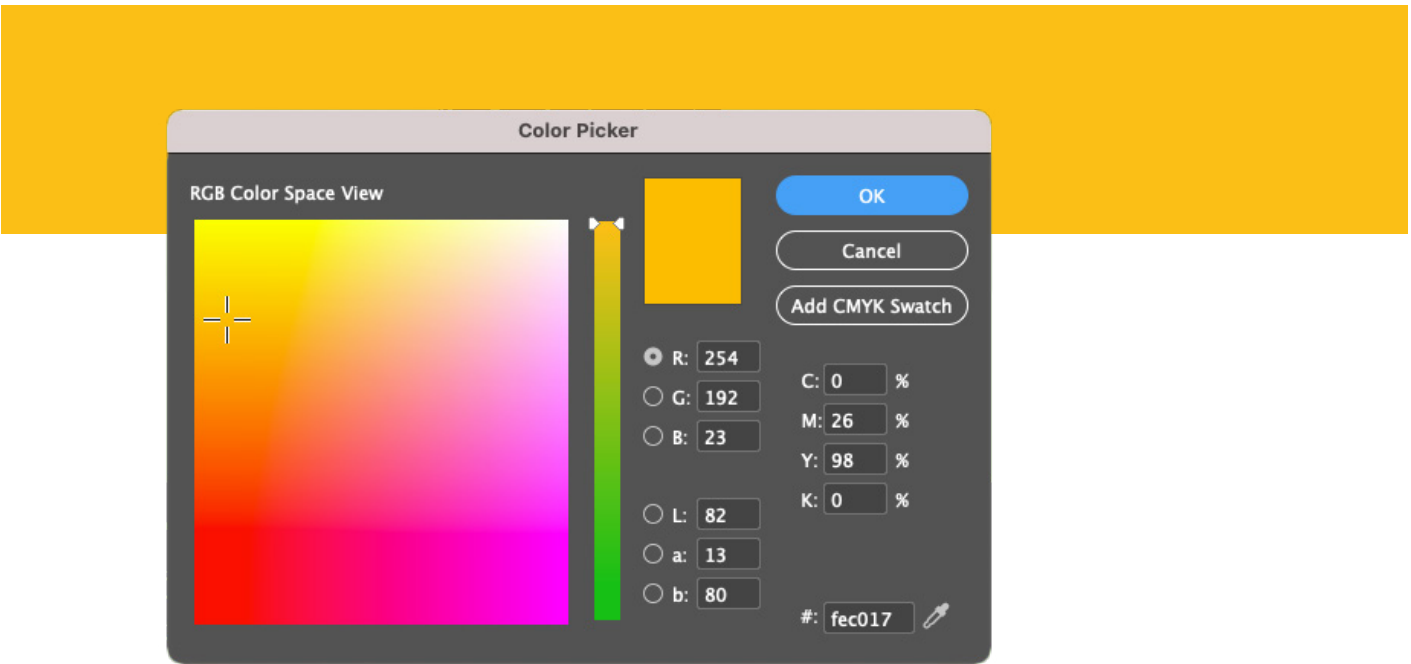 Color Picker
RGB Color Space View
OK
Cancel
Add CMYK Swatch
R: 254
G: 192
B: 23
L: 82
a: 13
b: 80
C: 0 %
M: 26 %
Y: 98 %
K: 0 %
#: fec017